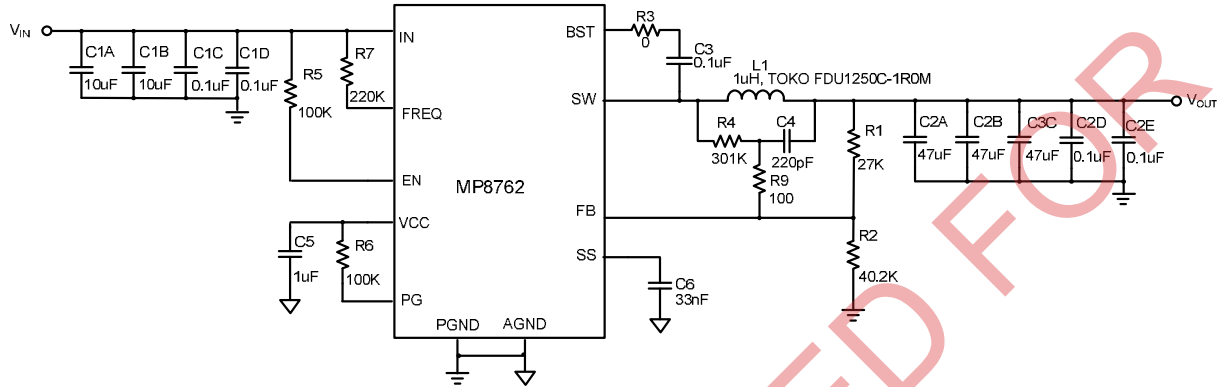 VIN
C1A
10uF
C1B
10uF
C1C
0.1uF
C1D
0.1uF
R5
100K
R7
220K
IN
FREQ
EN
VCC
PG
C5
1uF
R6
100K
MP8762
PGND
AGND
BST
SW
FB
SS
R3
0
C3
0.1uF
L1
1uH, TOKO FDU1250C-1R0M
R4
301K
C4
220pF
R9
100
R1
27K
R2
40.2K
C6
33nF
C2A
47uF
C2B
47uF
C3C
47uF
C2D
0.1uF
C2E
0.1uF
VOUT
ED FOR